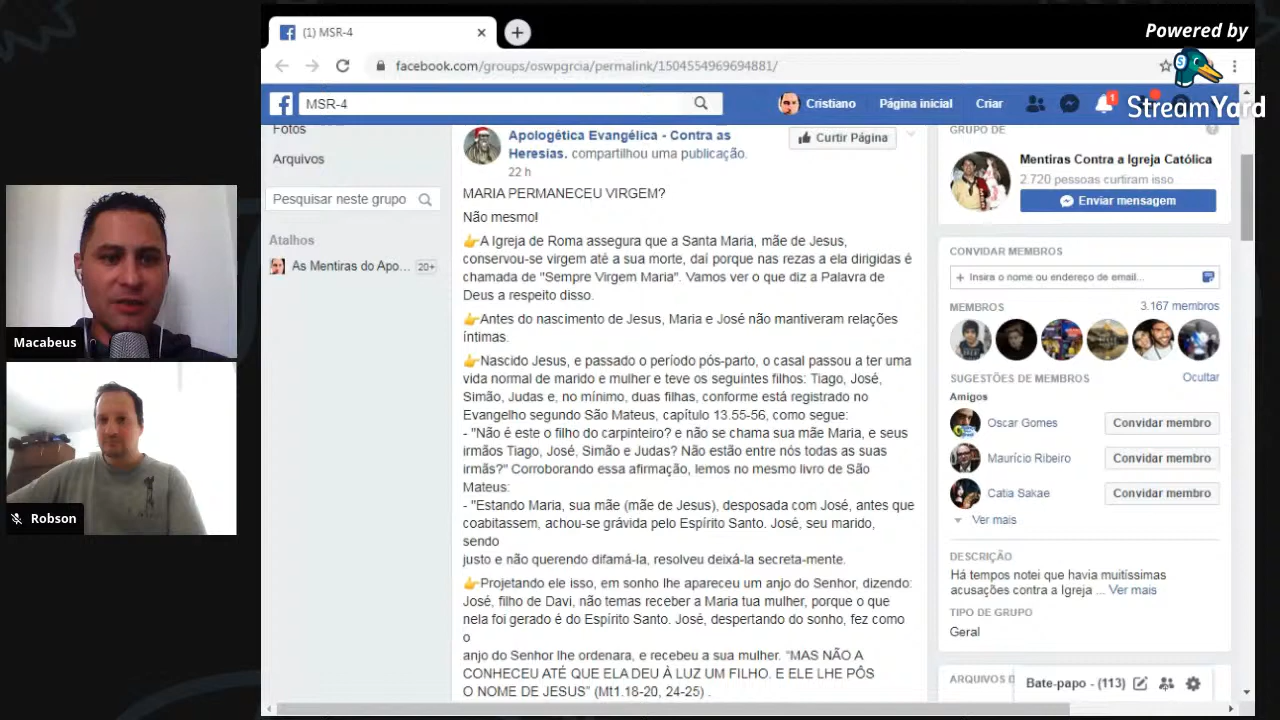 (1) MSR-4
Powered by
facebook.com/groups/oswpgrcia/permalink/1504554969694881/
StreamYard
MSR-4
Cristiano
Página inicial
Criar
1
Fotos
Arquivos
Pesquisar neste grupo
Atalhos
As Mentiras do Apo...
20+
Macabeus
Robson
Apologética Evangélica - Contra as
Heresias. compartilhou uma publicação.
22 h
Curtir Página
MARIA PERMANECEU VIRGEM?
Não mesmo!
👉A Igreja de Roma assegura que a Santa Maria, mãe de Jesus,
conservou-se virgem até a sua morte, daí porque nas rezas a ela dirigidas é
chamada de "Sempre Virgem Maria". Vamos ver o que diz a Palavra de
Deus a respeito disso.
👉Antes do nascimento de Jesus, Maria e José não mantiveram relações
íntimas.
👉Nascido Jesus, e passado o período pós-parto, o casal passou a ter uma
vida normal de marido e mulher e teve os seguintes filhos: Tiago, José,
Simão, Judas e, no mínimo, duas filhas, conforme está registrado no
Evangelho segundo São Mateus, capítulo 13.55-56, como segue:
- "Não é este o filho do carpinteiro? e não se chama sua mãe Maria, e seus
irmãos Tiago, José, Simão e Judas? Não estão entre nós todas as suas
irmãs?" Corroborando essa afirmação, lemos no mesmo livro de São
Mateus:
- "Estando Maria, sua mãe (mãe de Jesus), desposada com José, antes que
coabitassem, achou-se grávida pelo Espírito Santo. José, seu marido,
sendo
justo e não querendo difamá-la, resolveu deixá-la secreta-mente.
👉Projetando ele isso, em sonho lhe apareceu um anjo do Senhor, dizendo:
José, filho de Davi, não temas receber a Maria tua mulher, porque o que
nela foi gerado é do Espírito Santo. José, despertando do sonho, fez como
o
anjo do Senhor lhe ordenara, e recebeu a sua mulher. "MAS NÃO A
CONHECEU ATÉ QUE ELA DEU À LUZ UM FILHO. E ELE LHE PÔS
O NOME DE JESUS" (Mt1.18-20, 24-25) .
GRUPO DE
Mentiras Contra a Igreja Católica
2.720 pessoas curtiram isso
Enviar mensagem
CONVIDAR MEMBROS
+ Insira o nome ou endereço de email...
MEMBROS
3.167 membros
SUGESTÕES DE MEMBROS
Ocultar
Amigos
Oscar Gomes
Convidar membro
Maurício Ribeiro
Convidar membro
Catia Sakae
Convidar membro
Ver mais
DESCRIÇÃO
Há tempos notei que havia muitíssimas
acusações contra a Igreja ... Ver mais
TIPO DE GRUPO
Geral
ARQUIVOS D
Bate-papo - (113)